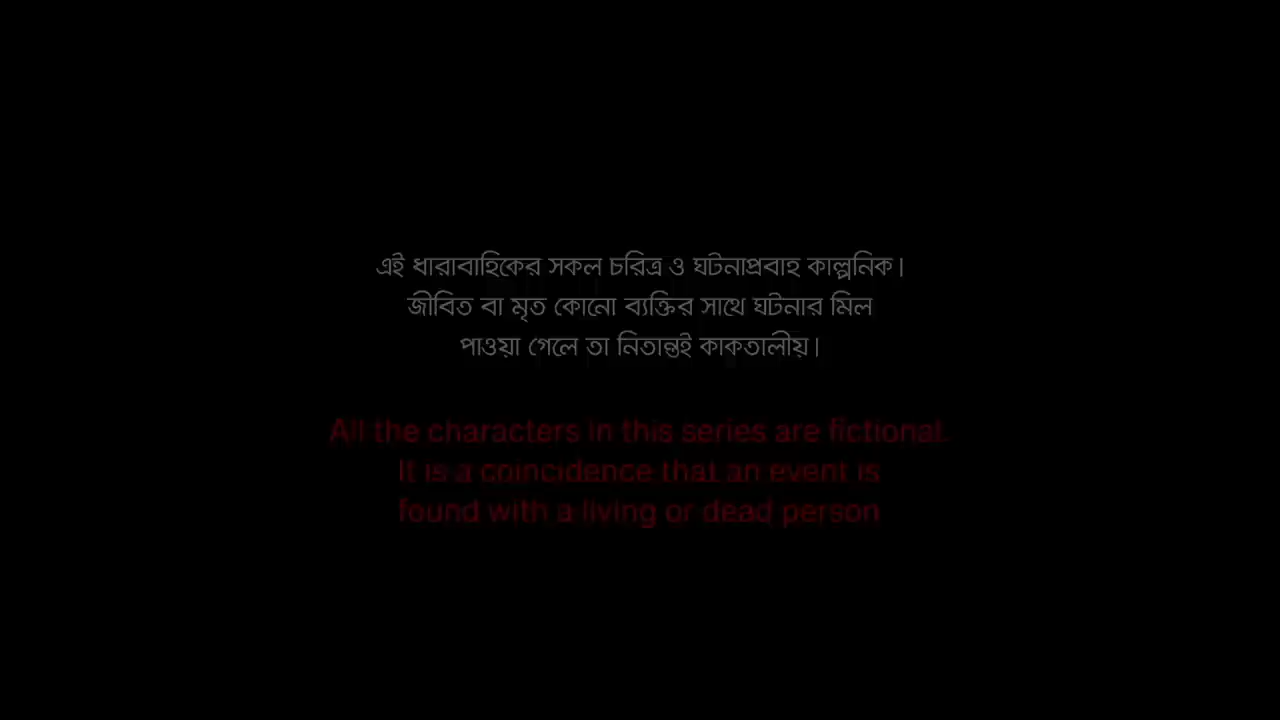 এই ধারাবাহিকের সকল চরিত্র ও ঘটনাপ্রবাহ কাল্পনিক।
জীবিত বা মৃত কোনো ব্যক্তির সাথে ঘটনার মিল
পাওয়া গেলে তা নিতান্তই কাকতালীয়।
All the characters in this series are fictional.
It is a coincidence that an event is
found with a living or dead person